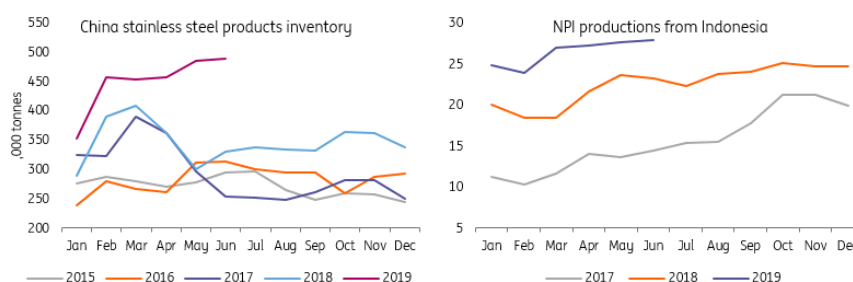 China stainless steel products inventory
,000 tonnes
550
500
450
400
350
300
250
200
Jan Feb Mar Apr May Jun Jul Aug Sep Oct Nov Dec
2015 2016 2017 2018 2019
NPI productions from Indonesia
30
25
20
15
10
5
Jan Feb Mar Apr May Jun Jul Aug Sep Oct Nov De
2017 2018 2019